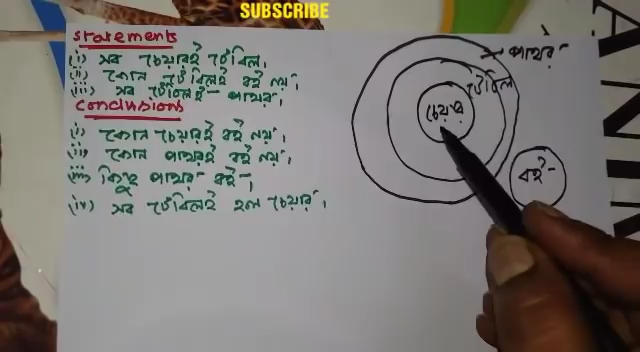 SUBSCRIBE
Statements
(i) সব চেয়ারই টেবিল।
(ii) কোন টেবিলই বই নয়।
(iii) সব টেবিলই পাথর।
Conclusions
(i) কোন চেয়ারই বই নয়।
(ii) কোন পাথরই বই নয়।
(iii) কিছু পাথর বই।
(iv) সব টেবিলই হল চেয়ার।
পাথর
টেবিল
চেয়ার
বই